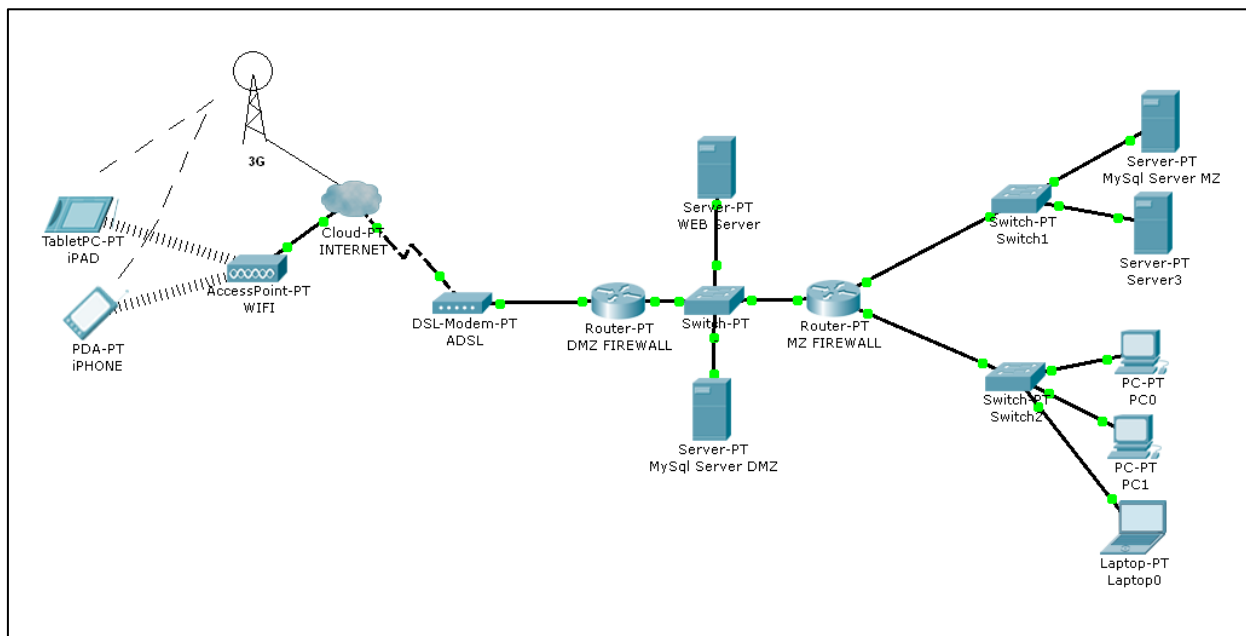 3G
TabletPC-PT
iPAD
PDA-PT
iPHONE
AccessPoint-PT
WIFI
Cloud-PT
INTERNET
DSL-Modem-PT
ADSL
Router-PT
DMZ FIREWALL
Server-PT
WEB Server
Switch-PT
Server-PT
MySql Server DMZ
Router-PT
MZ FIREWALL
Switch-PT
Switch1
Server-PT
MySql Server MZ
Server-PT
Server3
Switch-PT
Switch2
PC-PT
PC0
PC-PT
PC1
Laptop-PT
Laptop0